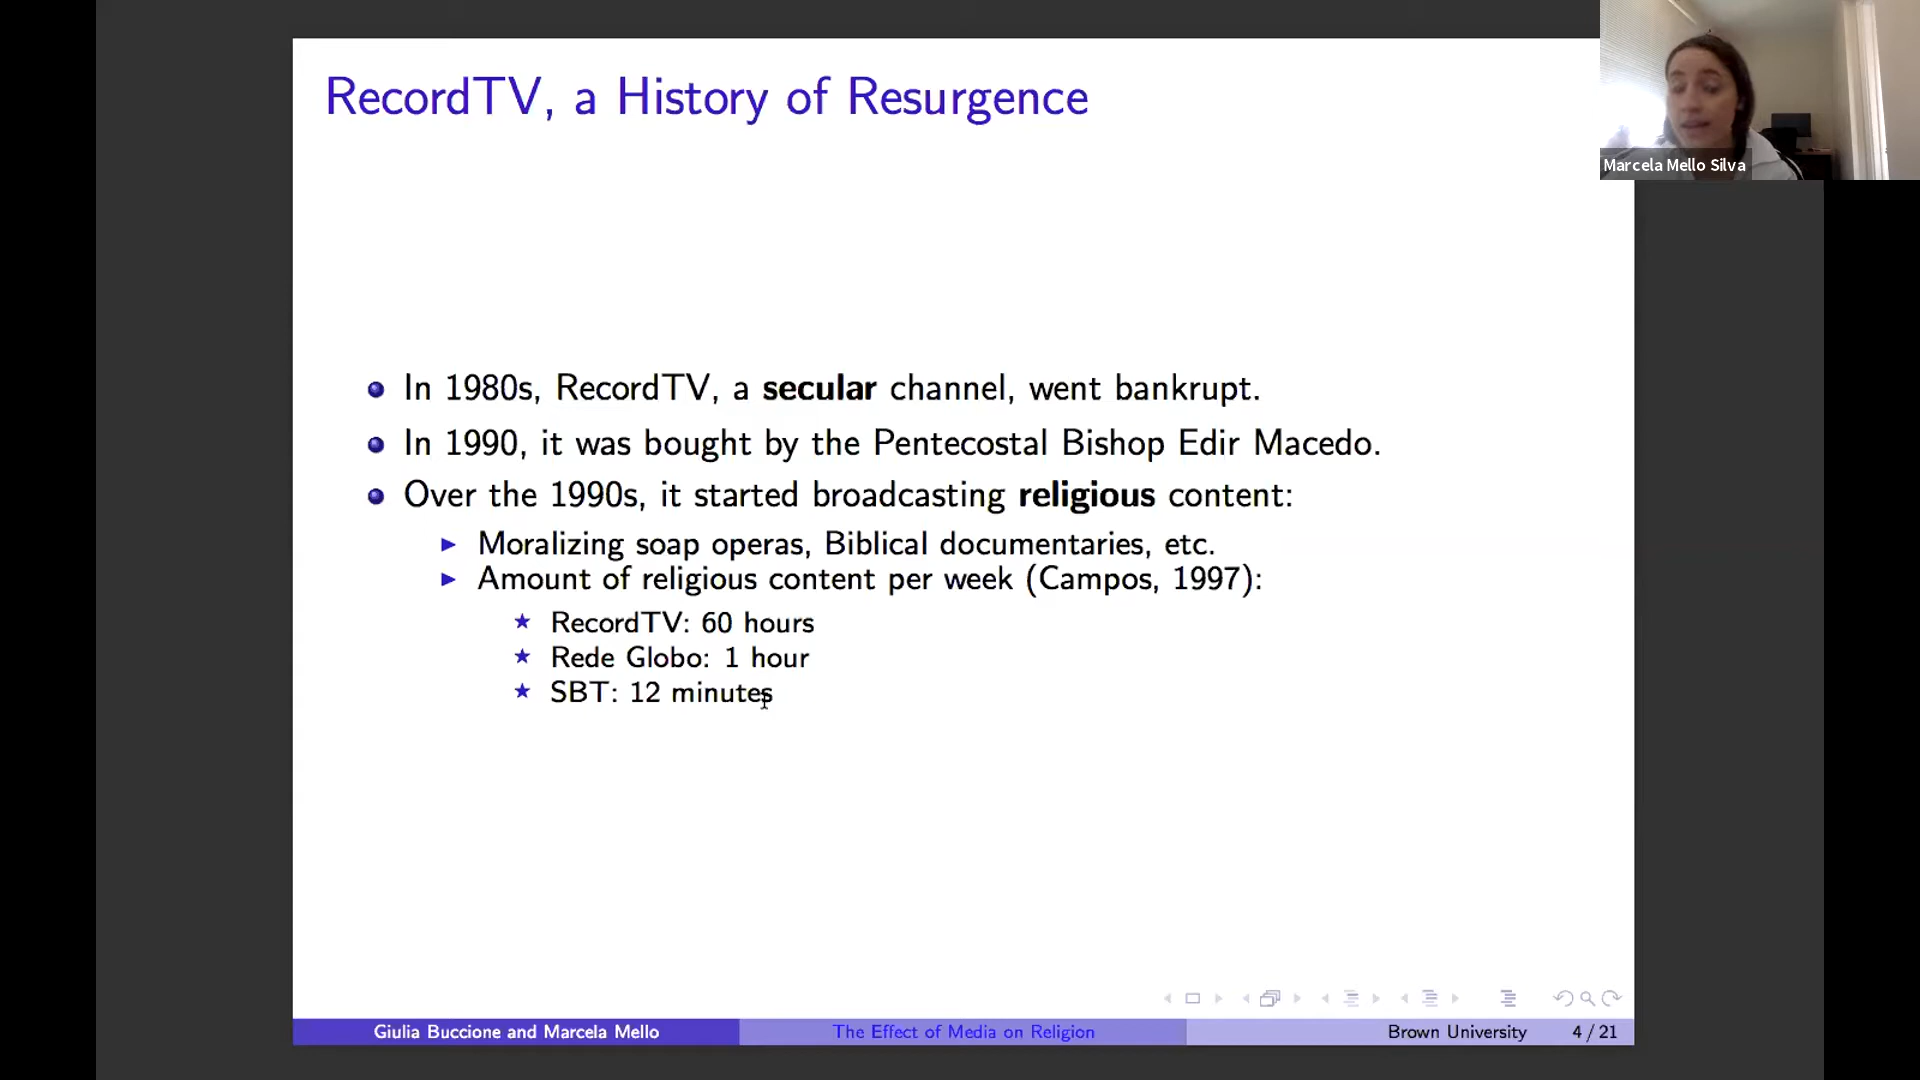 RecordTV, a History of Resurgence
Marcela Mello Silva
In 1980s, RecordTV, a secular channel, went bankrupt.
In 1990, it was bought by the Pentecostal Bishop Edir Macedo.
Over the 1990s, it started broadcasting religious content:
Moralizing soap operas, Biblical documentaries, etc.
Amount of religious content per week (Campos, 1997):
RecordTV: 60 hours
Rede Globo: 1 hour
SBT: 12 minutes
Giulia Buccione and Marcela Mello The Effect of Media on Religion Brown University 4 / 21